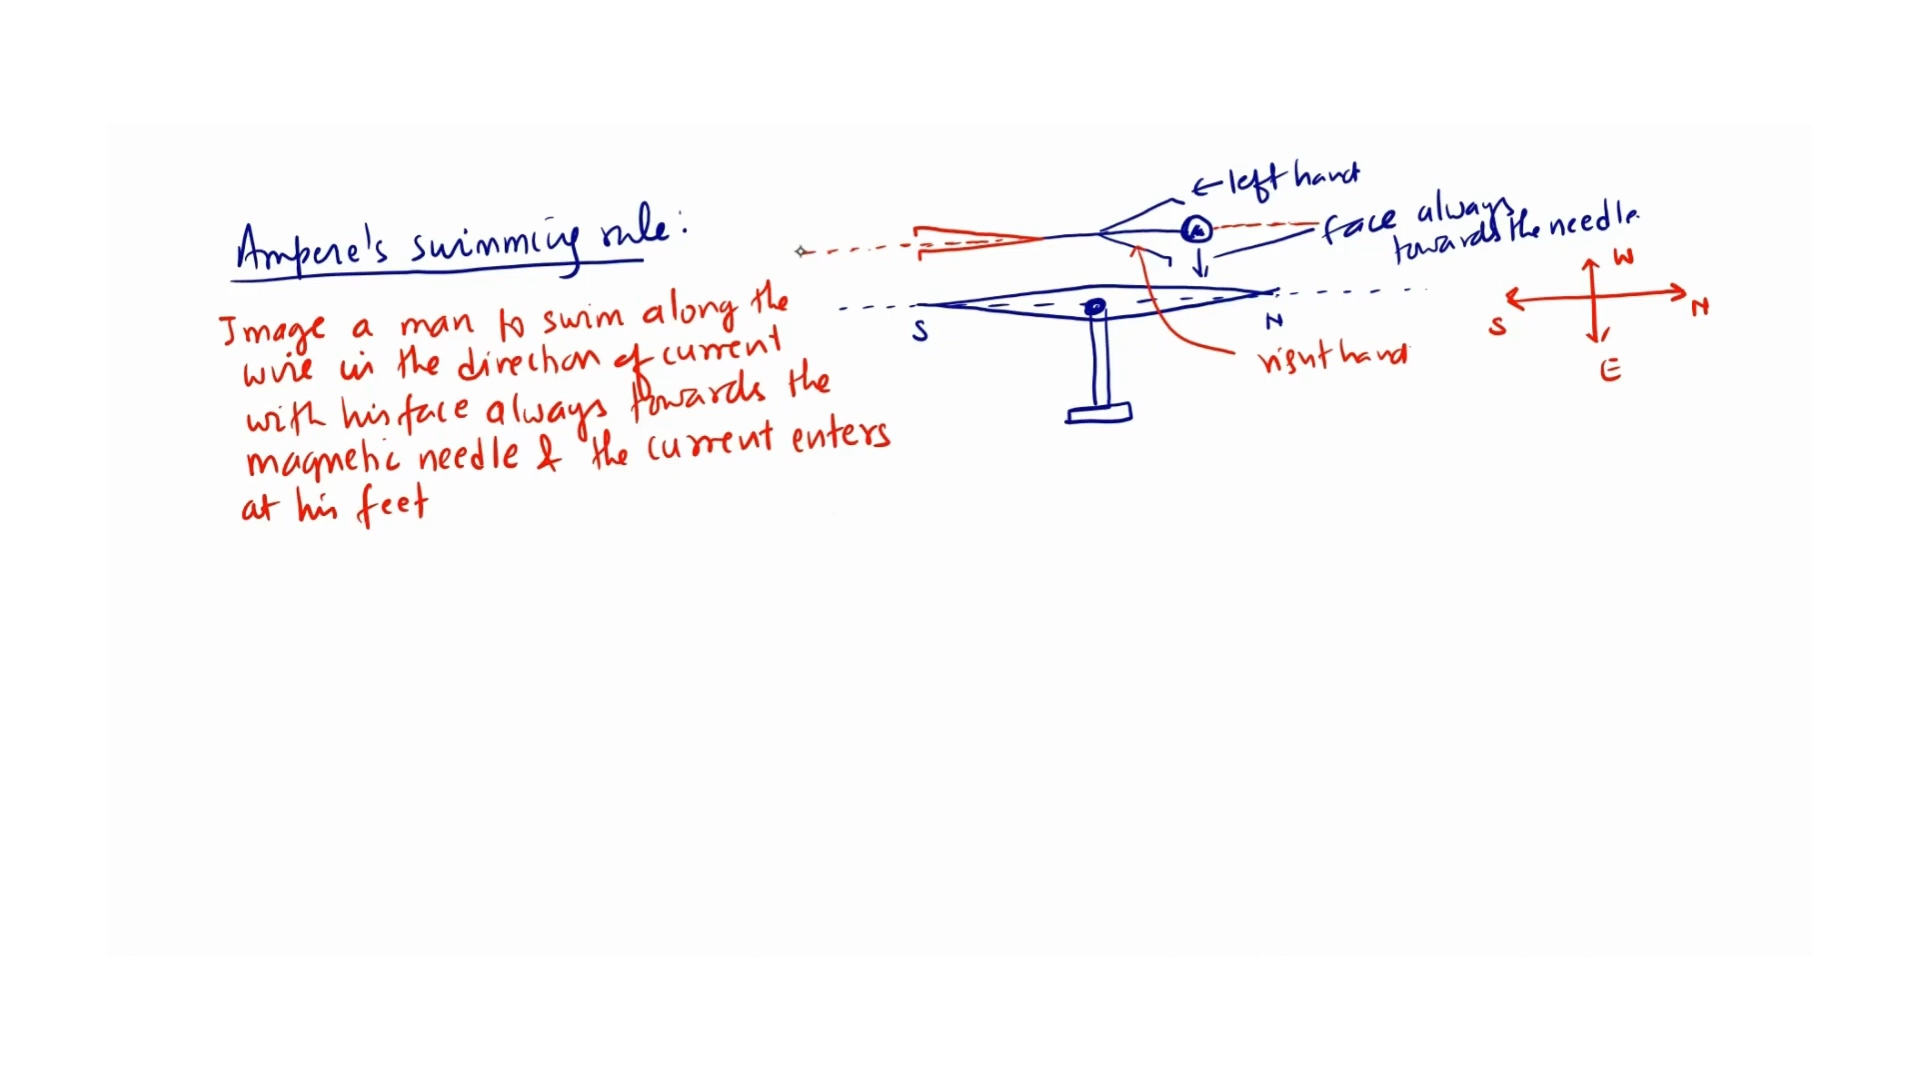 Ampere's swimming rule:
Image a man to swim along the
wire in the direction of current
with his face always towards the
magnetic needle & the current enters
at his feet
←left hand
face always
towards the needle
S
N
right hand
W
S
N
E